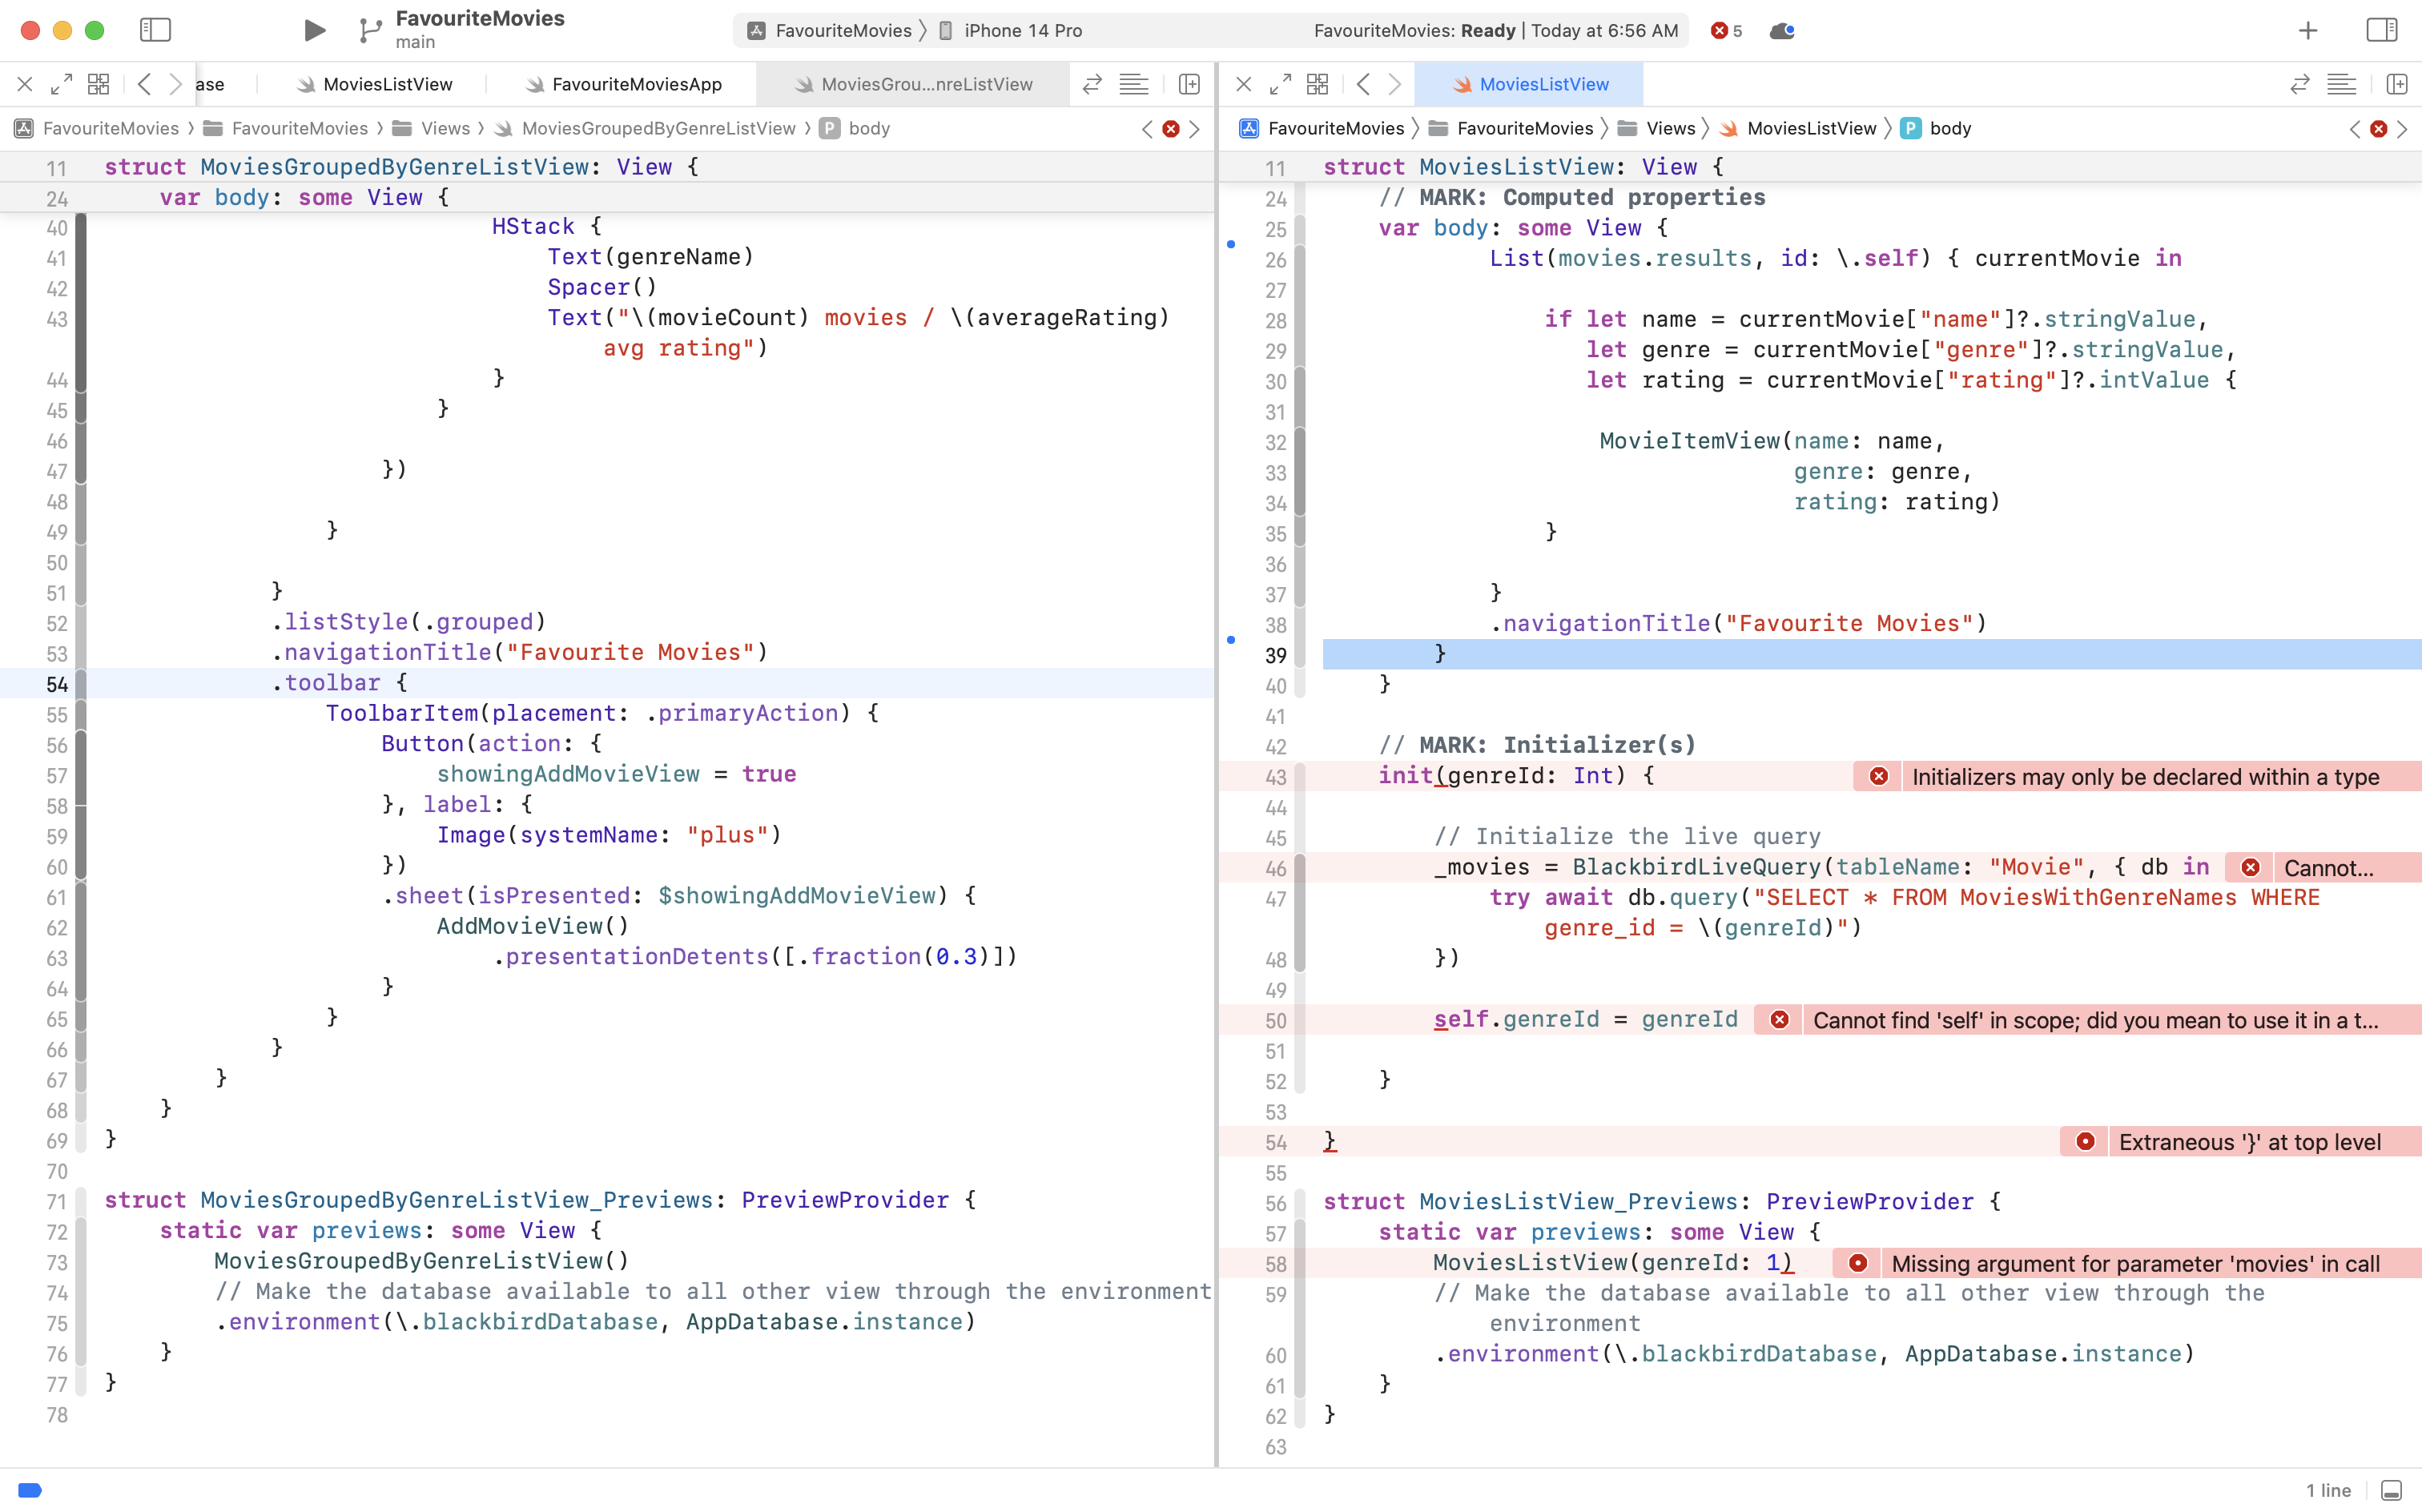 FavouriteMovies
main
FavouriteMovies 〉 iPhone 14 Pro
FavouriteMovies: Ready | Today at 6:56 AM
5
ase
MoviesListView
FavouriteMoviesApp
MoviesGrou...nreListView
FavouriteMovies 〉 FavouriteMovies 〉 Views 〉 MoviesGroupedByGenreListView 〉 P body
11 struct MoviesGroupedByGenreListView: View {
24 var body: some View {
40 HStack {
41 Text(genreName)
42 Spacer()
43 Text("\(movieCount) movies / \(averageRating)
avg rating")
44 }
45 }
46
47 })
48
49 }
50
51 }
52 .listStyle(.grouped)
53 .navigationTitle("Favourite Movies")
54 .toolbar {
55 ToolbarItem(placement: .primaryAction) {
56 Button(action: {
57 showingAddMovieView = true
58 }, label: {
59 Image(systemName: "plus")
60 })
61 .sheet(isPresented: $showingAddMovieView) {
62 AddMovieView()
63 .presentationDetents([.fraction(0.3)])
64 }
65 }
66 }
67 }
68 }
69 }
70
71 struct MoviesGroupedByGenreListView_Previews: PreviewProvider {
72 static var previews: some View {
73 MoviesGroupedByGenreListView()
74 // Make the database available to all other view through the environment
75 .environment(\.blackbirdDatabase, AppDatabase.instance)
76 }
77 }
78
MoviesListView
FavouriteMovies 〉 FavouriteMovies 〉 Views 〉 MoviesListView 〉 P body
11 struct MoviesListView: View {
24 // MARK: Computed properties
25 var body: some View {
26 List(movies.results, id: \.self) { currentMovie in
27
28 if let name = currentMovie["name"]?.stringValue,
29 let genre = currentMovie["genre"]?.stringValue,
30 let rating = currentMovie["rating"]?.intValue {
31
32 MovieItemView(name: name,
33 genre: genre,
34 rating: rating)
35 }
36
37 }
38 .navigationTitle("Favourite Movies")
39 }
40 }
41
42 // MARK: Initializer(s)
43 init(genreId: Int) { Initializers may only be declared within a type
44
45 // Initialize the live query
46 _movies = BlackbirdLiveQuery(tableName: "Movie", { db in Cannot...
47 try await db.query("SELECT * FROM MoviesWithGenreNames WHERE
genre_id = \(genreId)")
48 })
49
50 self.genreId = genreId Cannot find 'self' in scope; did you mean to use it in a t...
51
52 }
53
54 } Extraneous '}' at top level
55
56 struct MoviesListView_Previews: PreviewProvider {
57 static var previews: some View {
58 MoviesListView(genreId: 1) Missing argument for parameter 'movies' in call
59 // Make the database available to all other view through the
environment
60 .environment(\.blackbirdDatabase, AppDatabase.instance)
61 }
62 }
63
1 line